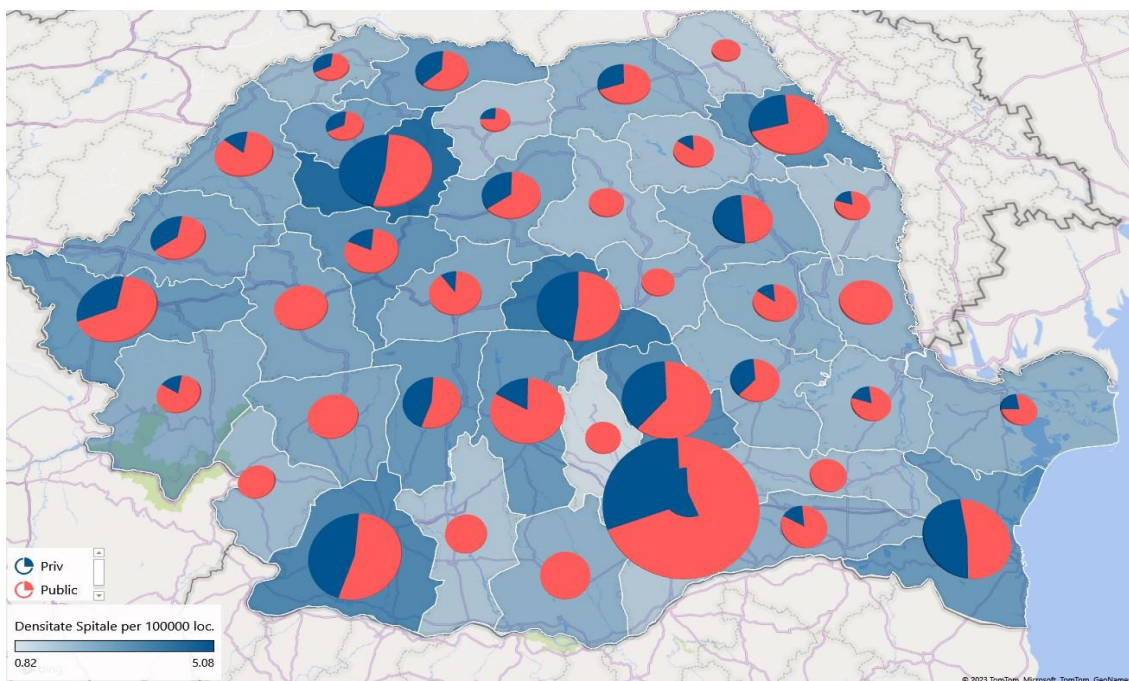 Priv
Public
Densitate Spitale per 100000 loc.
0.82 5.08
© 2023 TomTom, Microsoft, TomTom, GeoNames